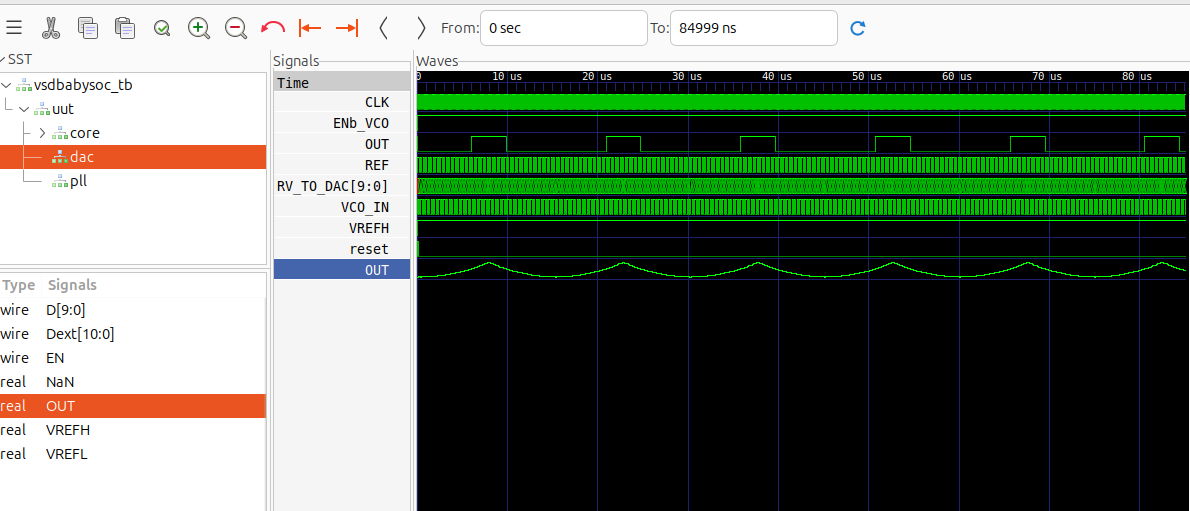 From: 0 sec To: 84999 ns
SST
vsdbabysoc_tb
uut
core
dac
pll
Type Signals
wire D[9:0]
wire Dext[10:0]
wire EN
real NaN
real OUT
real VREFH
real VREFL
Signals
Time
CLK
ENb_VCO
OUT
REF
RV_TO_DAC[9:0]
VCO_IN
VREFH
reset
OUT
Waves
0 10 us 20 us 30 us 40 us 50 us 60 us 70 us 80 us